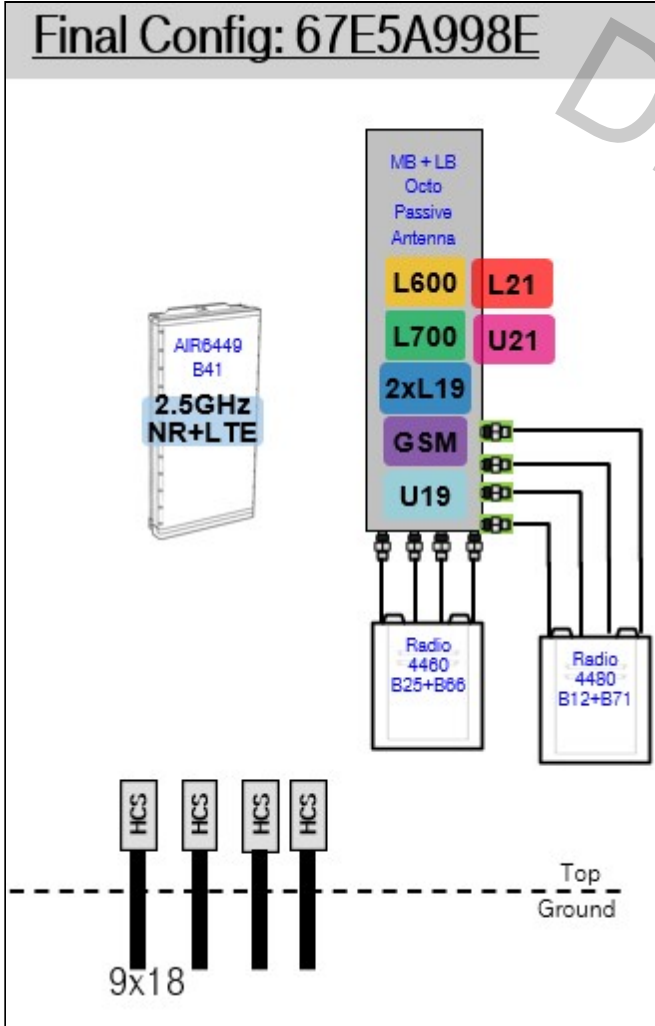 Final Config: 67E5A998E
MB + LB
Octo
Passive
Antenna
L600
L21
L700
U21
2xL19
GSM
U19
AIR6449
B41
2.5GHz
NR+LTE
Radio
4460
B25+B66
Radio
4480
B12+B71
HCS
HCS
HCS
HCS
Top
Ground
9x18